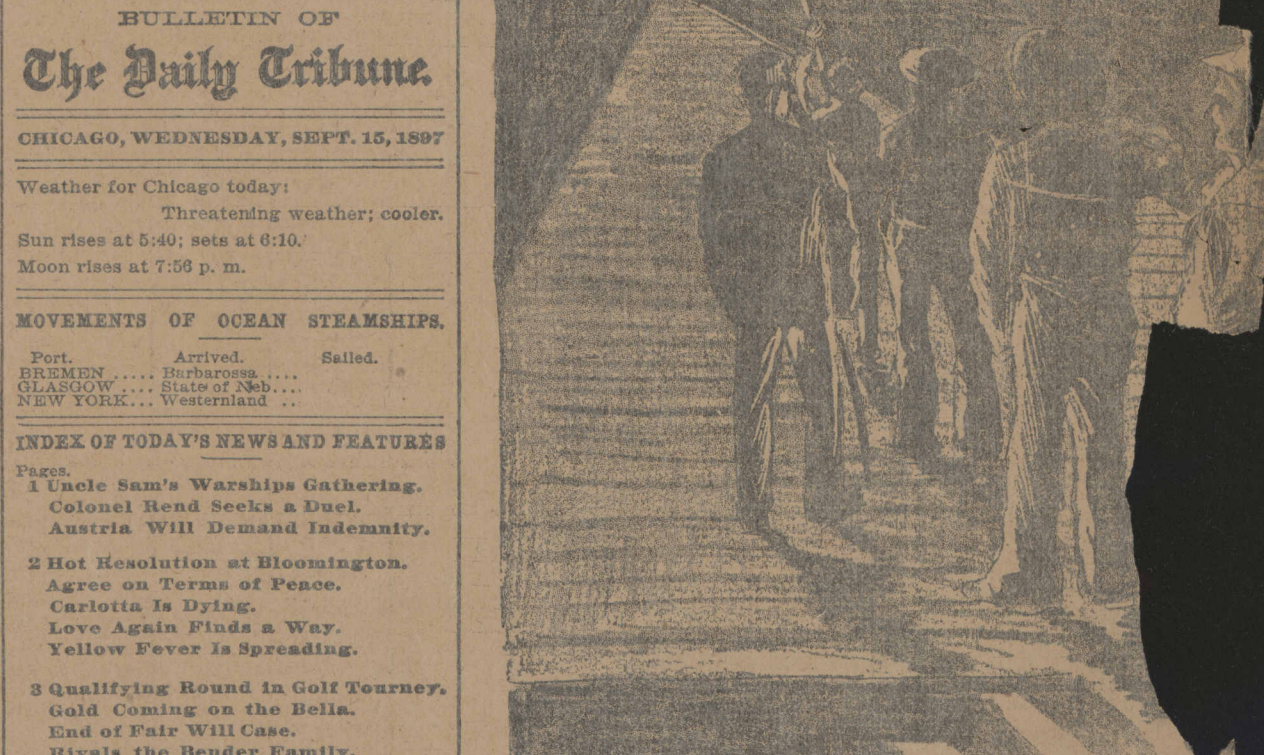 BULLETIN OF
The Daily Tribune.
CHICAGO, WEDNESDAY, SEPT. 15, 1897
Weather for Chicago today:
Threatening weather; cooler.
Sun rises at 5:40; sets at 6:10.
Moon rises at 7:56 p. m.
MOVEMENTS OF OCEAN STEAMSHIPS.
Port. Arrived. Sailed.
BREMEN ..... Barbarossa ....
GLASGOW .... State of Neb....
NEW YORK... Westernland ..
INDEX OF TODAY'S NEWS AND FEATURES
Pages.
1 Uncle Sam's Warships Gathering.
Colonel Rend Seeks a Duel.
Austria Will Demand Indemnity.
2 Hot Resolution at Bloomington.
Agree on Terms of Peace.
Carlotta Is Dying.
Love Again Finds a Way.
Yellow Fever Is Spreading.
3 Qualifying Round in Golf Tourney.
Gold Coming on the Bella.
End of Fair Will Case.
Rivals the Bender Family.